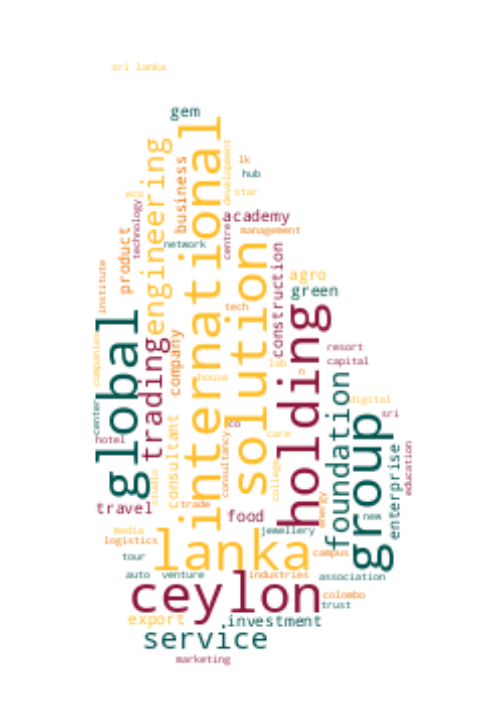 sri lanka
gem
international
engineering
business
development
lk
hub
eco
star
technology
academy
centre
management
network
product
solution
construction
institute
agro
green
holding
tech
global
trading
company
companies
house
lab
n
resort
capital
foundation
digital
sri
group
center
hotel
consultant
consultancy
co
care
college
studio
enterprise
education
travel
trade
food
energy
new
media
logistics
jewellery
lanka
campus
tour
auto
venture
industries
association
ceylon
colombo
trust
export
investment
service
marketing